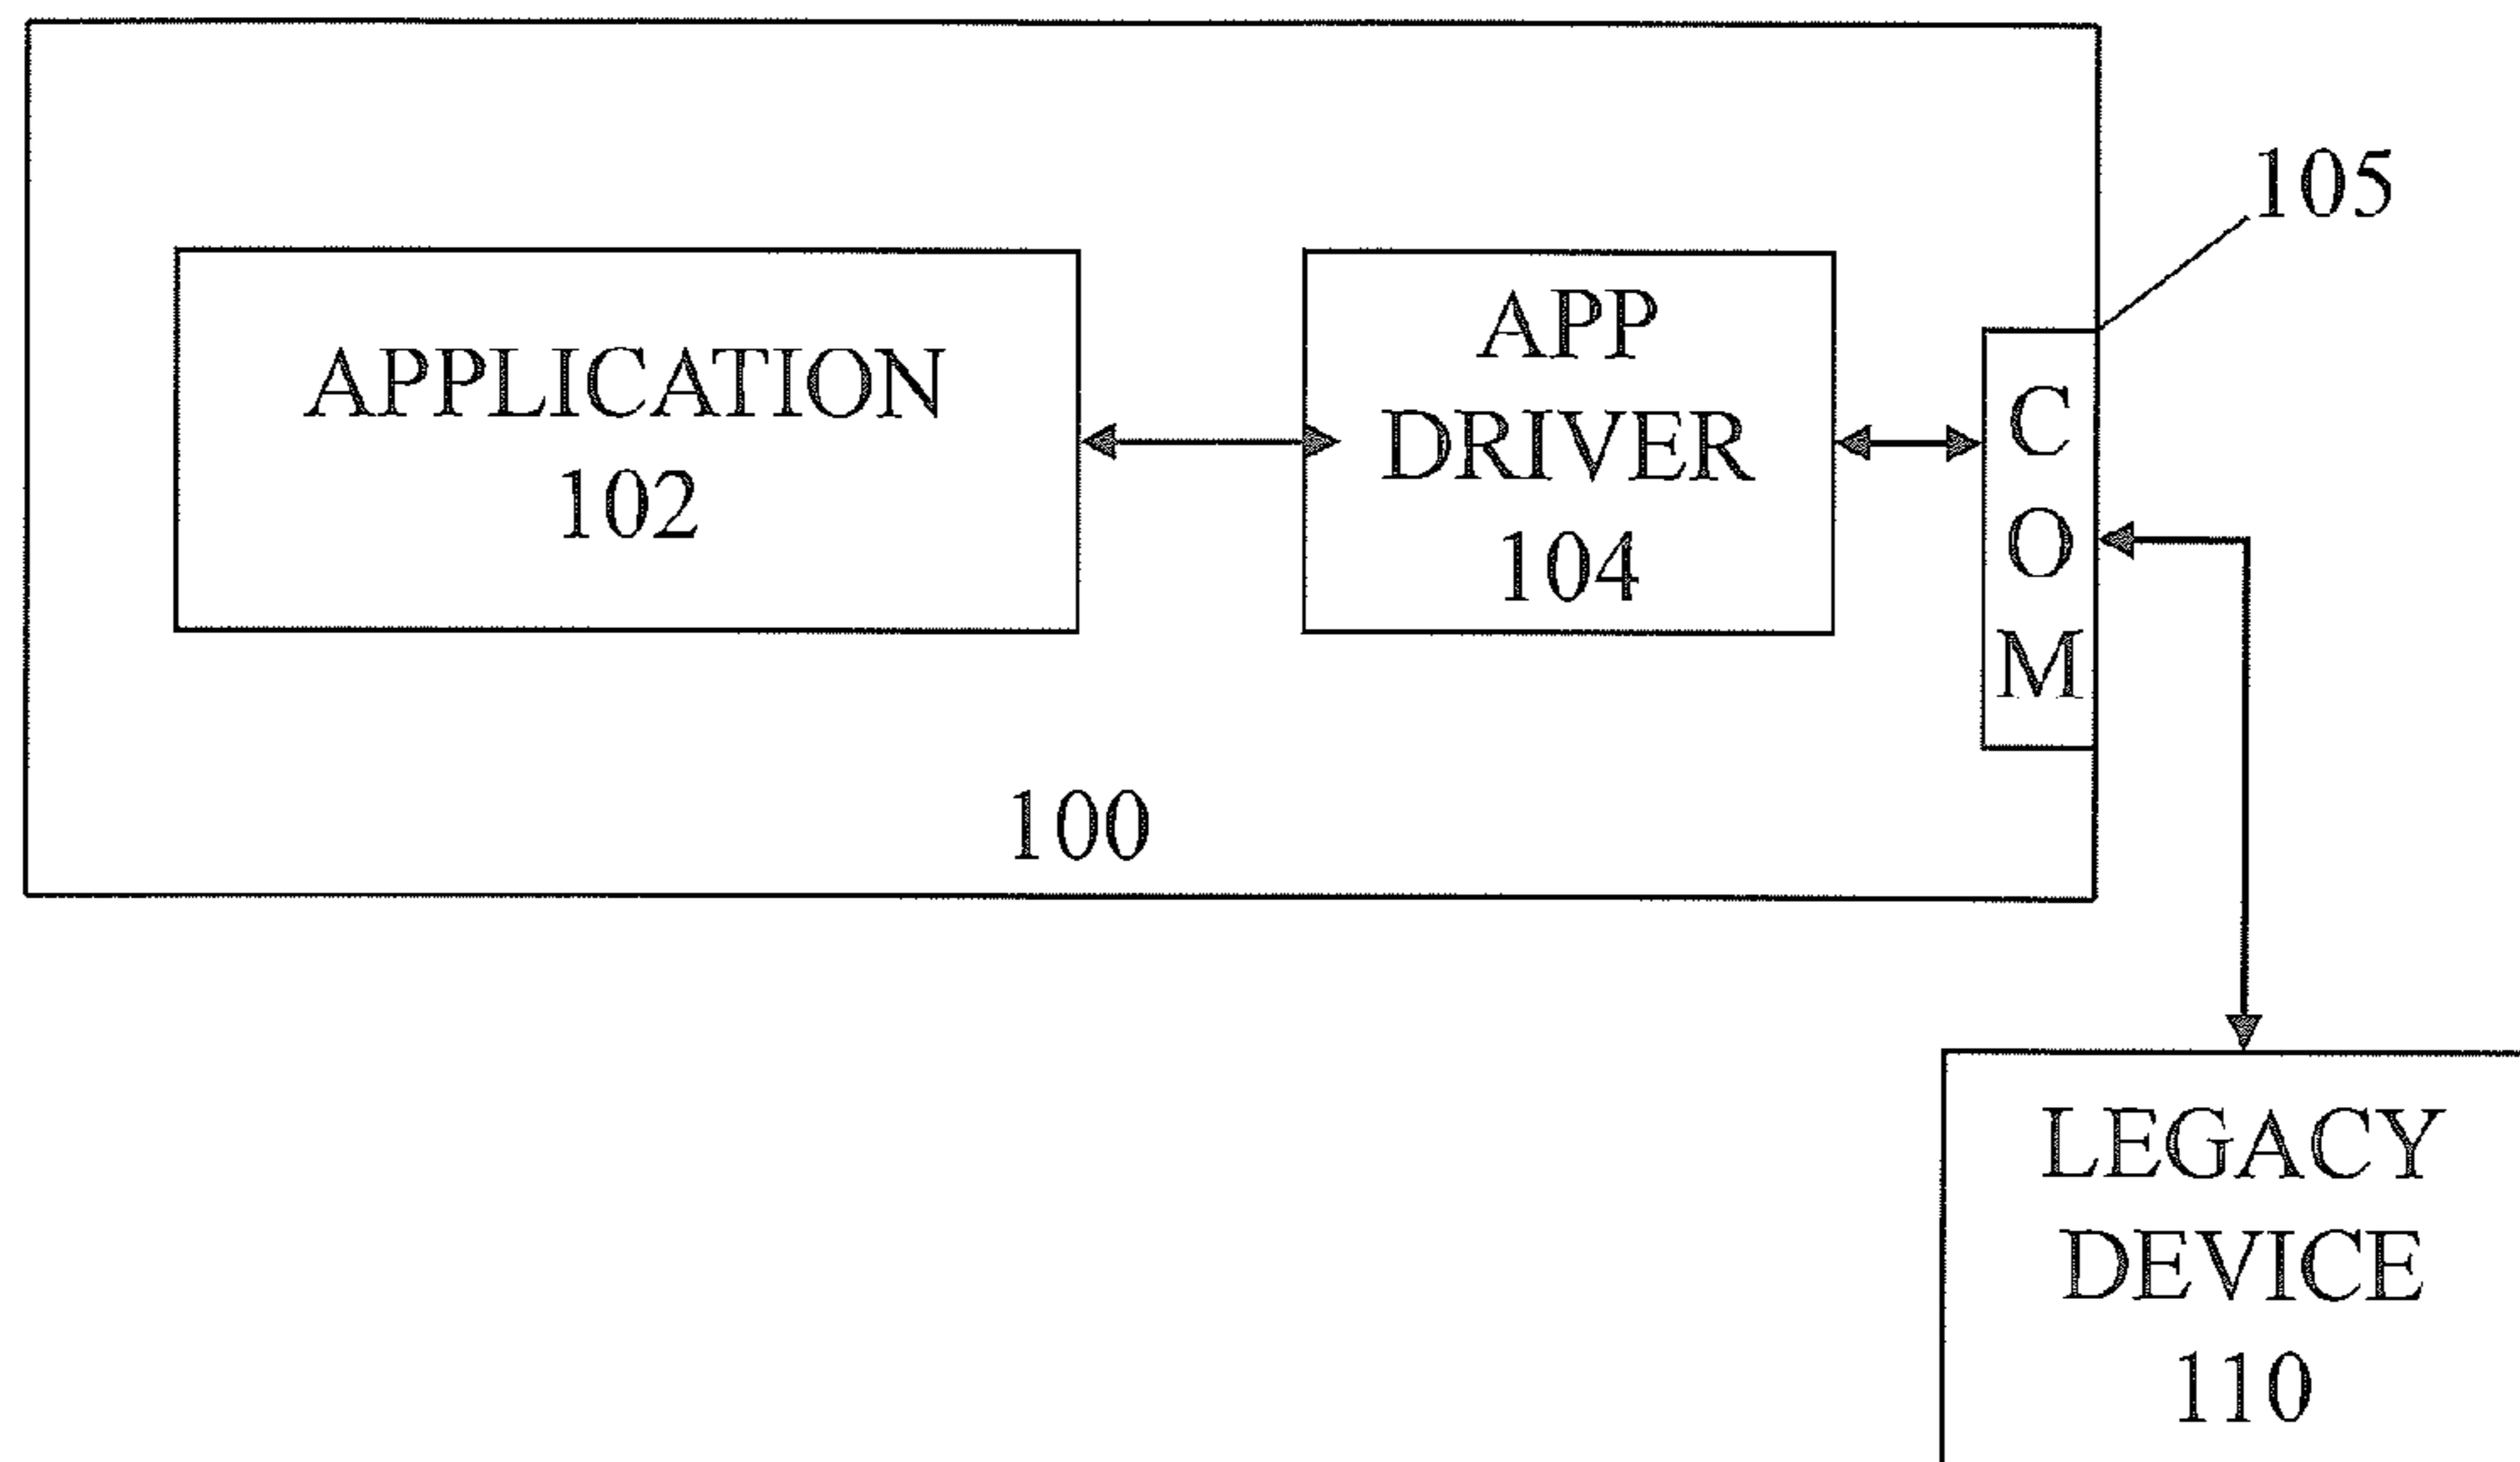 105
APPLICATION
102
APP
DRIVER
104
C
O
M
100
LEGACY
DEVICE
110